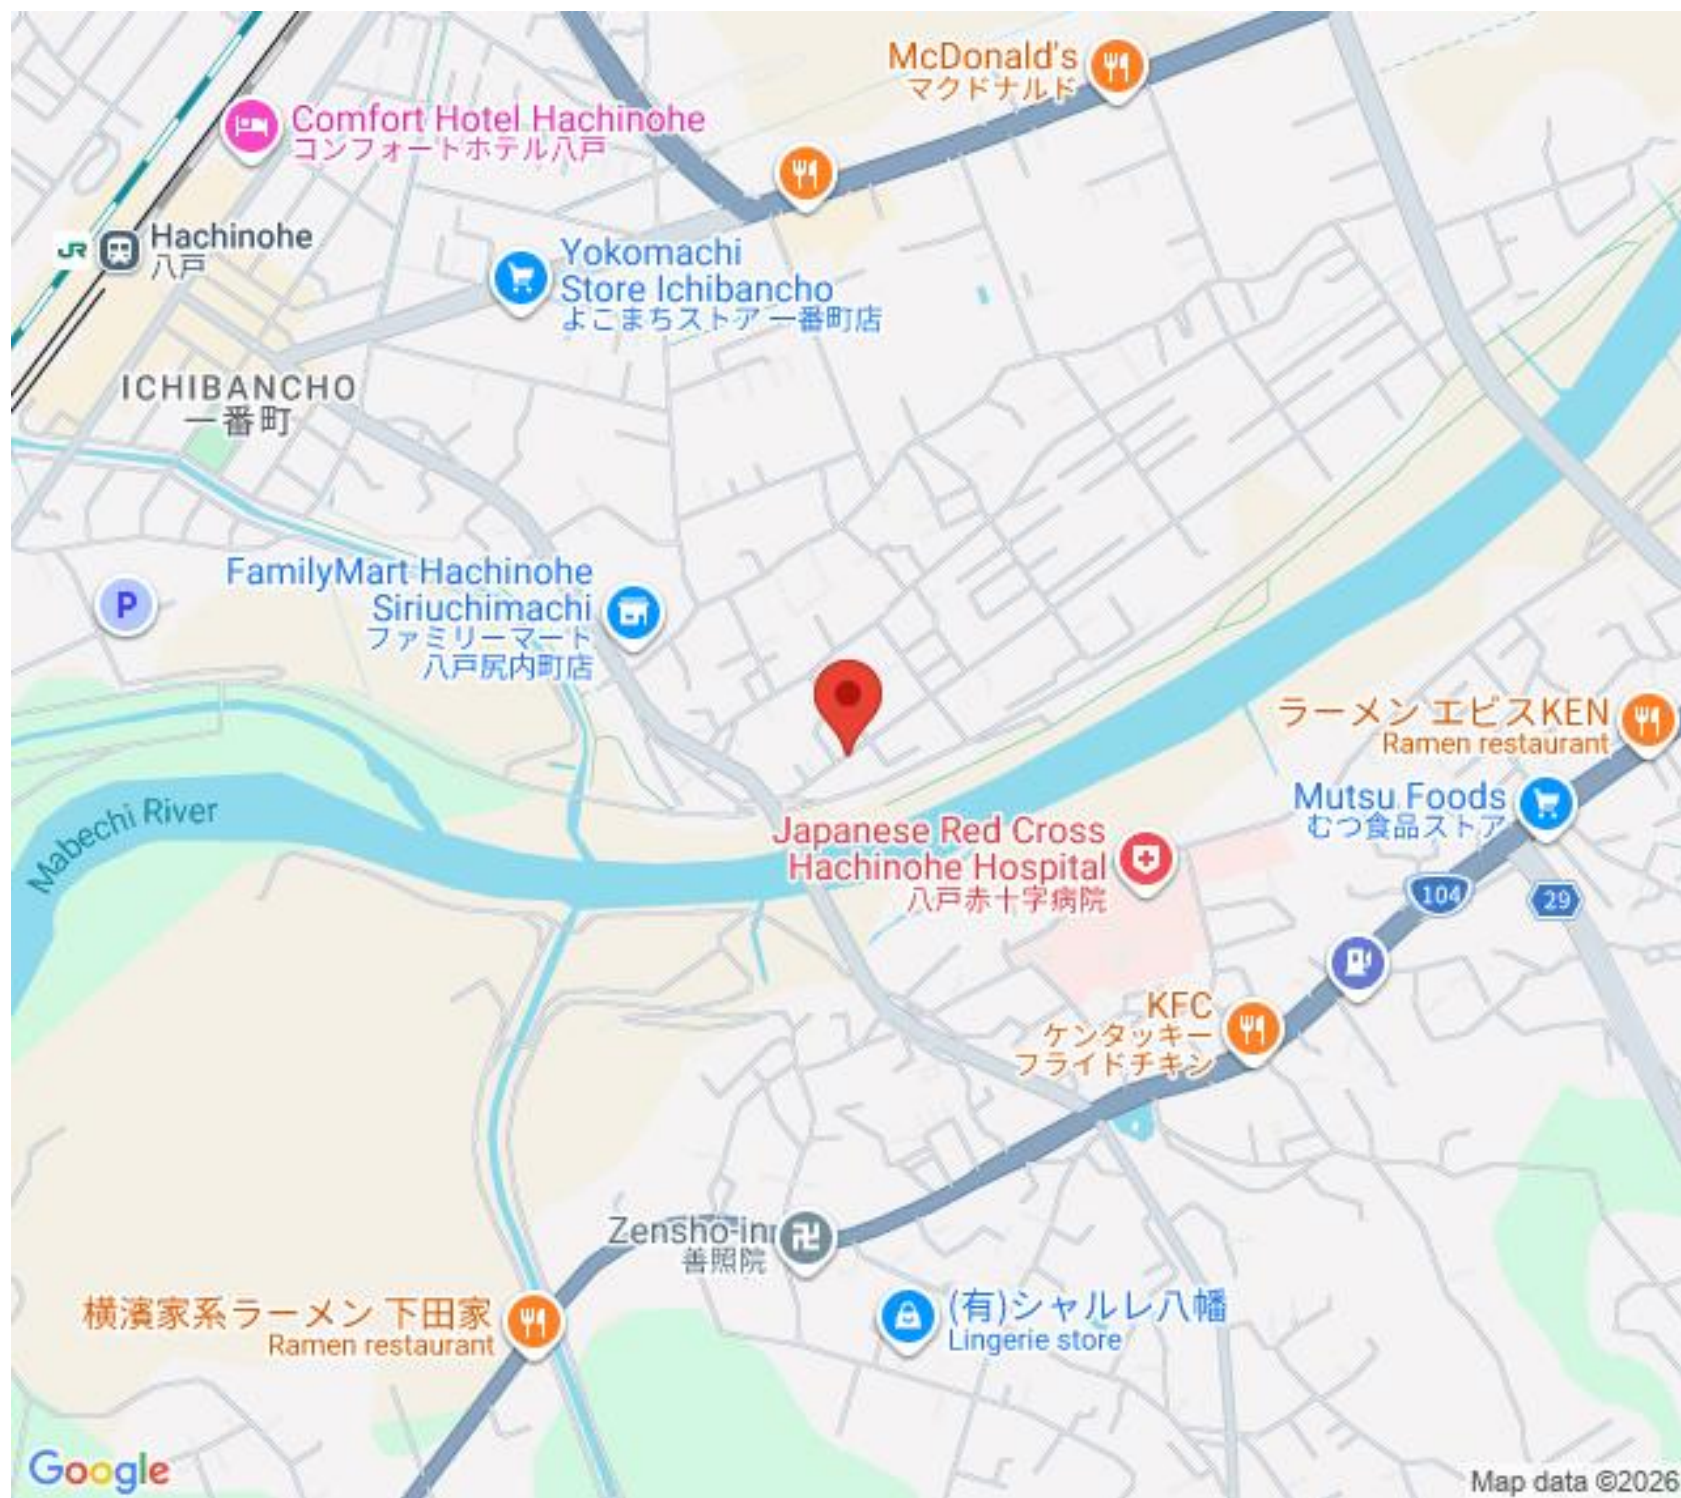 McDonald's
マクドナルド
Comfort Hotel Hachinohe
コンフォートホテル八戸
JR
Hachinohe
八戸
Yokomachi
Store Ichibancho
よこまちストア 一番町店
ICHIBANCHO
一番町
FamilyMart Hachinohe
Siriuchimachi
ファミリーマート
八戸尻内町店
P
ラーメン エビスKEN
Ramen restaurant
Mutsu Foods
むつ食品ストア
Mabechi River
Japanese Red Cross
Hachinohe Hospital
八戸赤十字病院
104
29
KFC
ケンタッキー
フライドチキン
Zensho-in
善照院
横濱家系ラーメン 下田家
Ramen restaurant
(有)シャルレ八幡
Lingerie store
Google
Map data ©2026